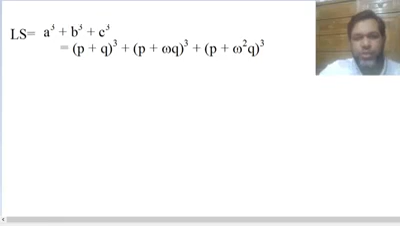 LS= a³ + b³ + c³
= (p + q)³ + (p + ωq)³ + (p + ω²q)³